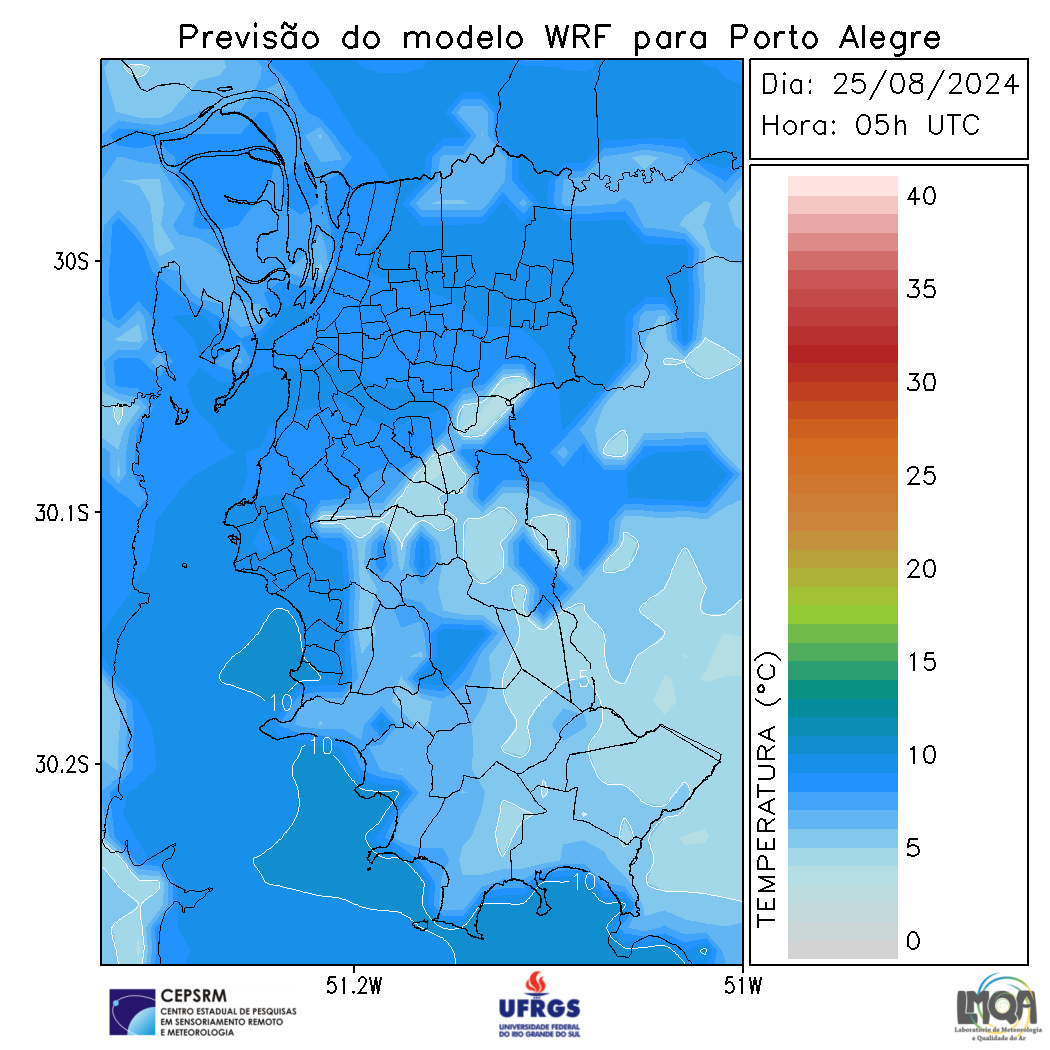 Previsão do modelo WRF para Porto Alegre
Dia: 25/08/2024
Hora: 05h UTC
30S
30.1S
30.2S
51.2W
51W
10
10
5
10
TEMPERATURA (°C)
40
35
30
25
20
15
10
5
0
CEPSRM
CENTRO ESTADUAL DE PESQUISAS
EM SENSORIAMENTO REMOTO
E METEOROLOGIA
UFRGS
UNIVERSIDADE FEDERAL
DO RIO GRANDE DO SUL
LMQA
Laboratório de Meteorologia
e Qualidade do Ar